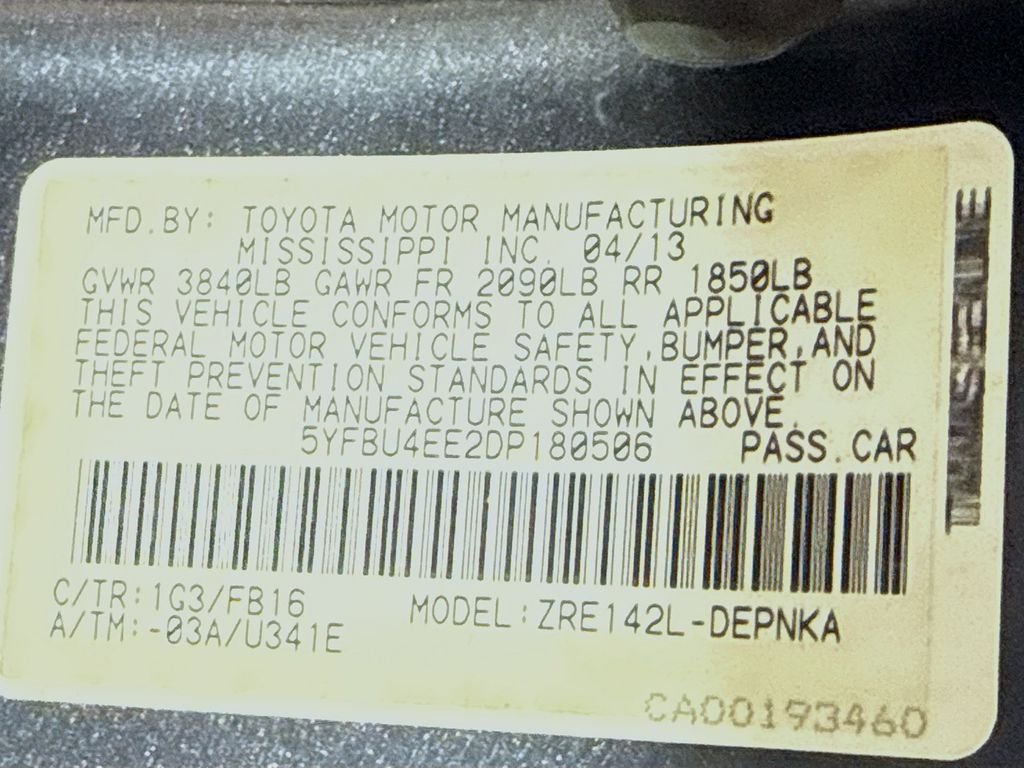 MFD.BY: TOYOTA MOTOR MANUFACTURING
MISSISSIPPI INC. 04/13
GVWR 3840LB GAWR FR 2090LB RR 1850LB
THIS VEHICLE CONFORMS TO ALL APPLICABLE
FEDERAL MOTOR VEHICLE SAFETY,BUMPER,AND
THEFT PREVENTION STANDARDS IN EFFECT ON
THE DATE OF MANUFACTURE SHOWN ABOVE.
5YFBU4EE2DP180506 PASS.CAR
C/TR:1G3/FB16
A/TM:-03A/U341E
MODEL:ZRE142L-DEPNKA
CA00193460